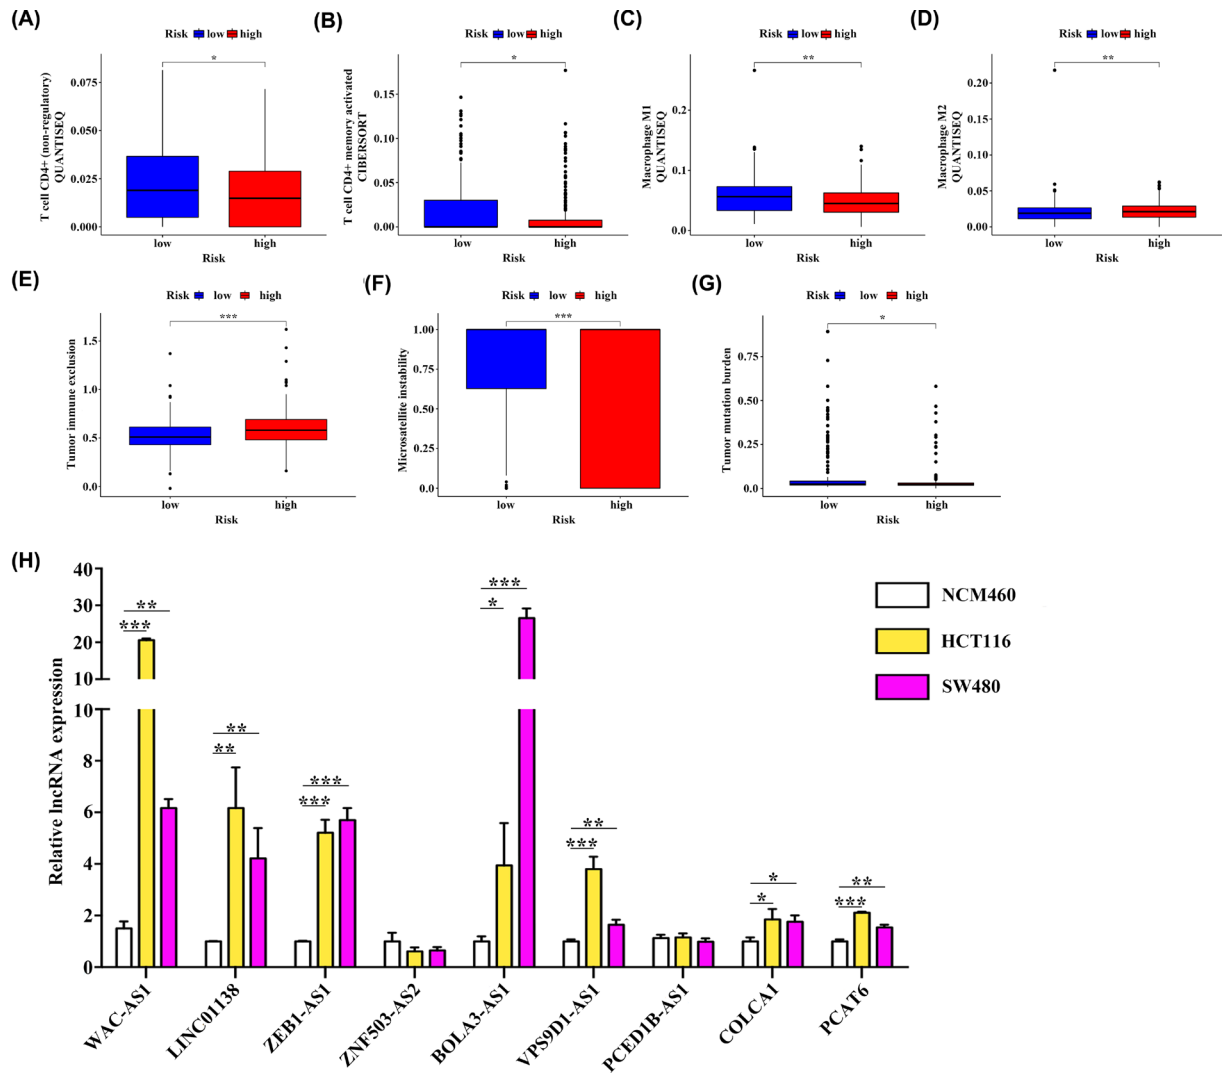 (A)
Risk low high
*
T cell CD4+ (non-regulatory)
QUANTISEQ
0.075
0.050
0.025
0.000
low high
Risk
(B)
Risk low high
*
T cell CD4+ memory activated
CIBERSORT
0.15
0.10
0.05
0.00
low high
Risk
(C)
Risk low high
**
Macrophage M1
QUANTISEQ
0.2
0.1
0.0
low high
Risk
(D)
Risk low high
**
Macrophage M2
QUANTISEQ
0.20
0.15
0.10
0.05
0.00
low high
Risk
(E)
Risk low high
***
Tumor immune exclusion
1.5
1.0
0.5
0.0
low high
Risk
(F)
Risk low high
***
Microsatellite instability
1.00
0.75
0.50
0.25
0.00
low high
Risk
(G)
Risk low high
*
Tumor mutation burden
0.75
0.50
0.25
0.00
low high
Risk
(H)
Relative lncRNA expression
40
30
20
10
10
8
6
4
2
0
** 
***
**
**
***
***
***
*
**
***
*
*
**
***
NCM460
HCT116
SW480
WAC-AS1
LINC01138
ZEB1-AS1
ZNF503-AS2
BOLA3-AS1
VPS9D1-AS1
PCED1B-AS1
COLCA1
PCAT6